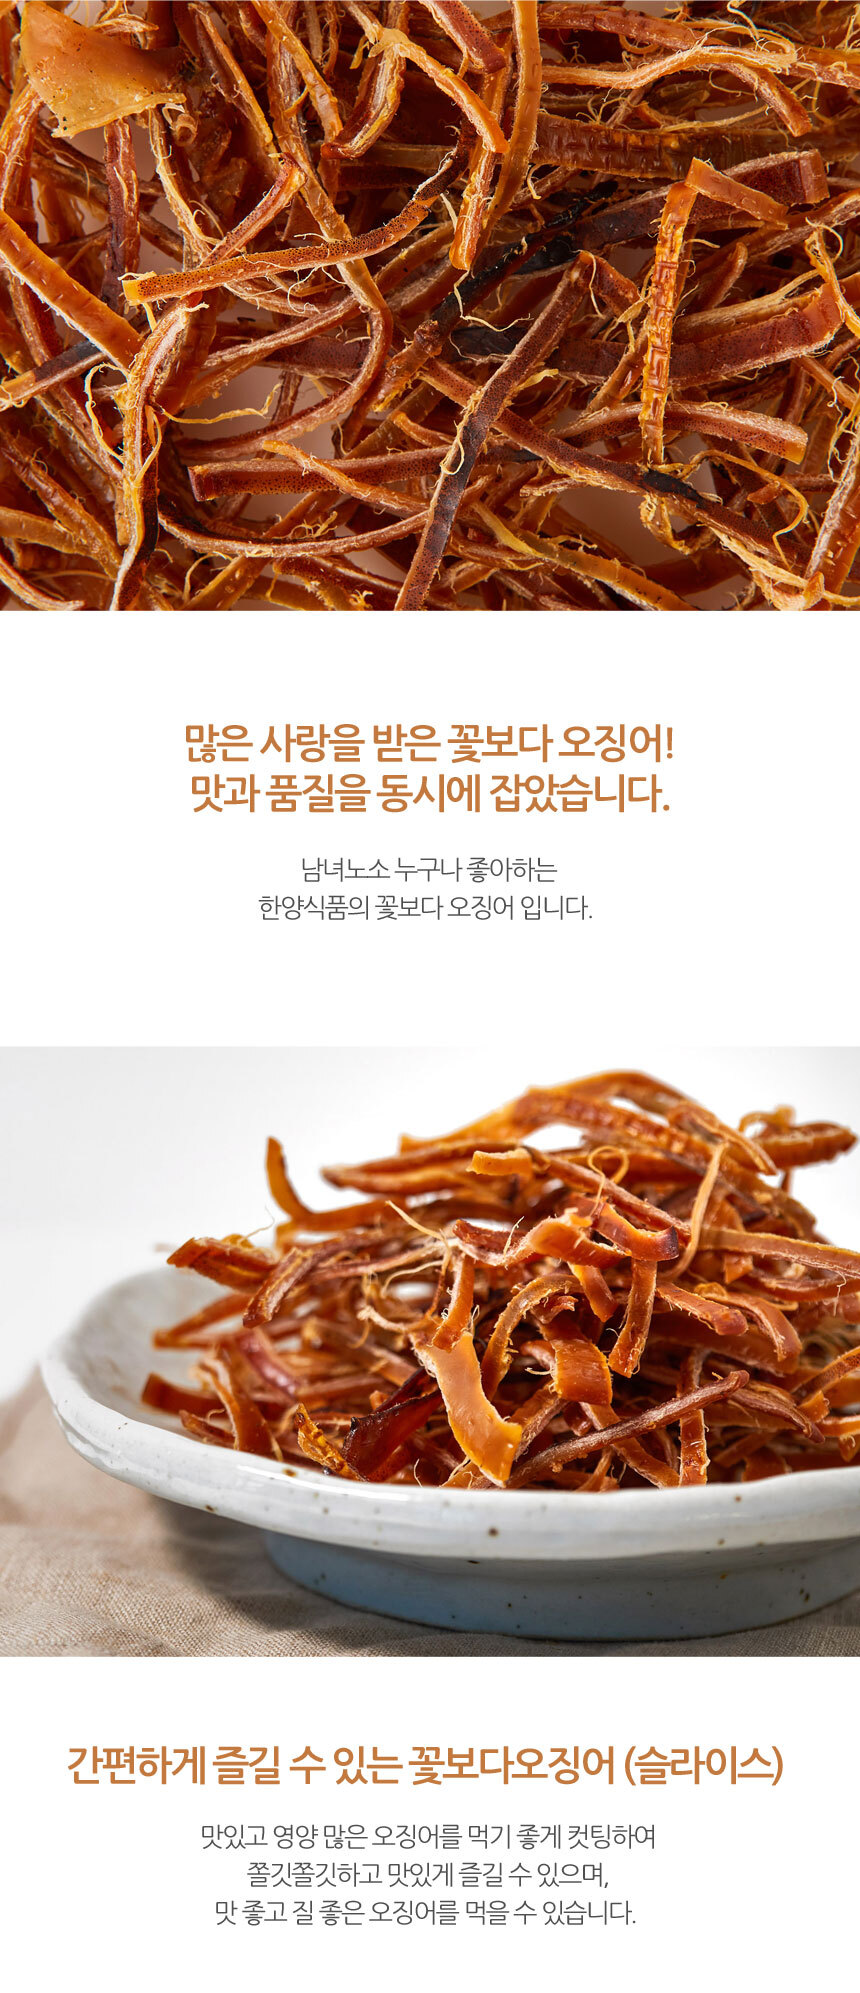 많은 사랑을 받은 꽃보다 오징어!
맛과 품질을 동시에 잡았습니다.
남녀노소 누구나 좋아하는
한양식품의 꽃보다 오징어 입니다.
간편하게 즐길 수 있는 꽃보다오징어 (슬라이스)
맛있고 영양 많은 오징어를 먹기 좋게 컷팅하여
쫄깃쫄깃하고 맛있게 즐길 수 있으며,
맛 좋고 질 좋은 오징어를 먹을 수 있습니다.